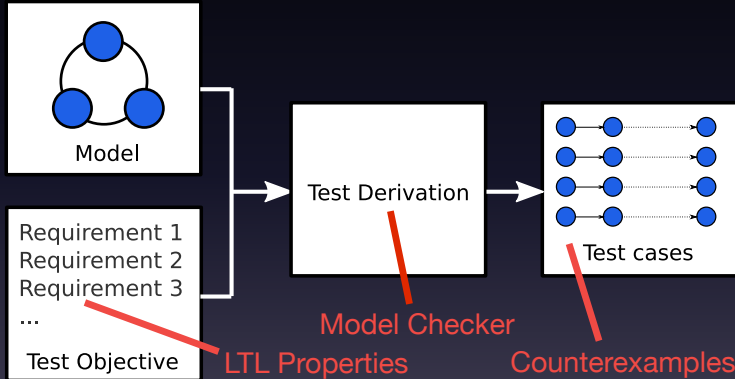 Model
Requirement 1
Requirement 2
Requirement 3
...
Test Objective
LTL Properties
Test Derivation
Model Checker
Test cases
Counterexamples